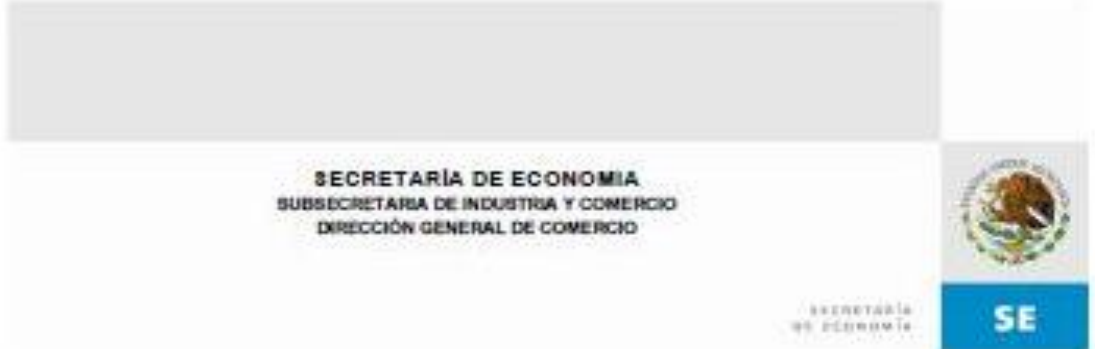 SECRETARÍA DE ECONOMIA
SUBSECRETARIA DE INDUSTRIA Y COMERCIO
DIRECCIÓN GENERAL DE COMERCIO
SECRETARÍA
DE ECONOMÍA
SE